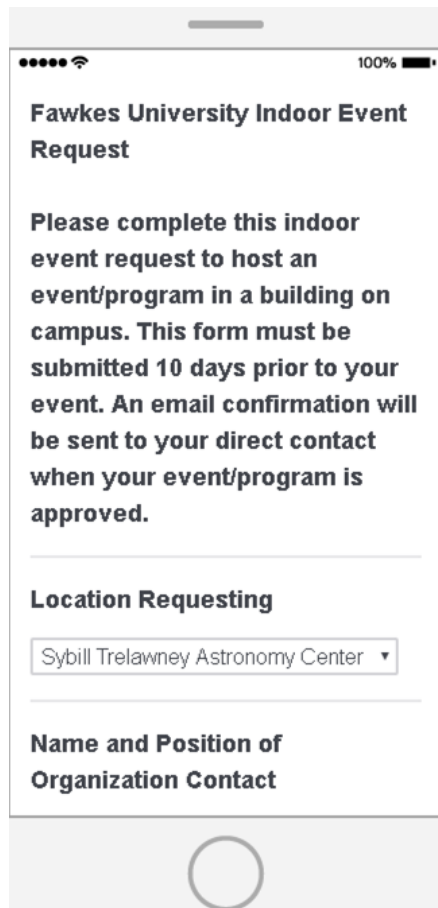 100%
Fawkes University Indoor Event
Request
Please complete this indoor
event request to host an
event/program in a building on
campus. This form must be
submitted 10 days prior to your
event. An email confirmation will
be sent to your direct contact
when your event/program is
approved.
Location Requesting
Sybill Trelawney Astronomy Center
Name and Position of
Organization Contact